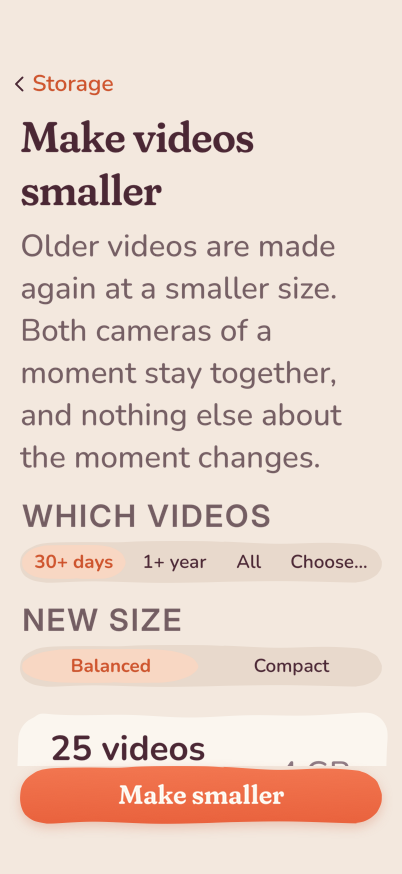 Storage
Make videos
smaller
Older videos are made
again at a smaller size.
Both cameras of a
moment stay together,
and nothing else about
the moment changes.
WHICH VIDEOS
30+ days 1+ year All Choose...
NEW SIZE
Balanced Compact
25 videos
Make smaller